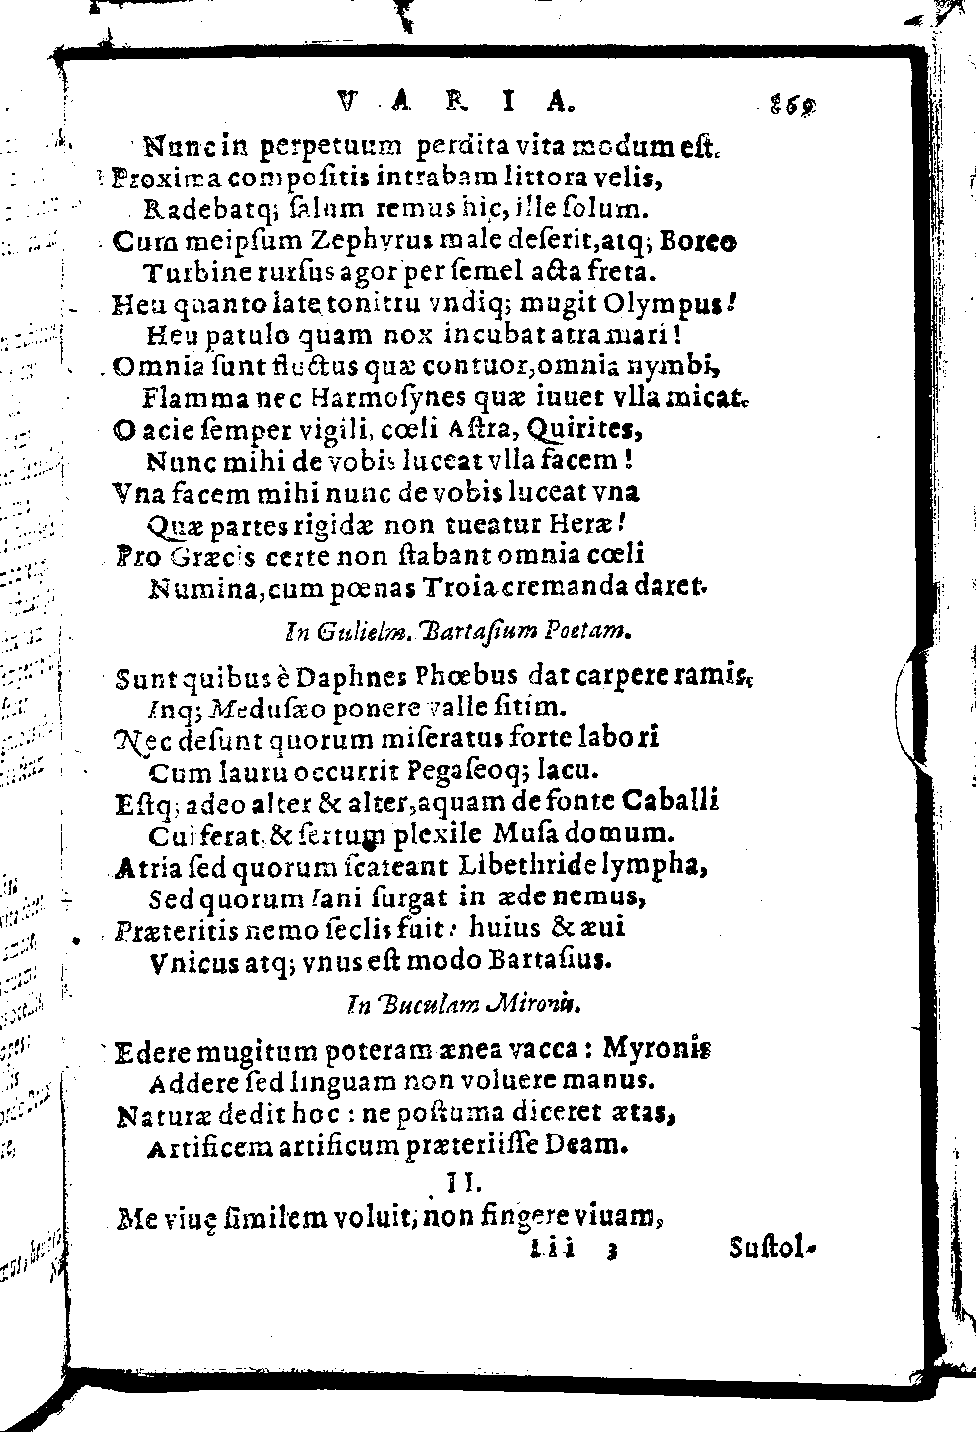 VARIA. 869
Nunc in perpetuum perdita vita modum est.
Proxima compositis intrabam littora velis,
Radebatq; salum remus hic, ille solum.
Cum meipsum Zephyrus male deserit, atq; Boreo
Turbine rursus agor per semel acta freta.
Heu quanto late tonitru vndiq; mugit Olympus!
Heu patulo quam nox incubat atra mari!
Omnia sunt fluctus quæ contuor, omnia nymbi,
Flamma nec Harmosynes quæ iuuet vlla micat.
O acie semper vigili, cœli Astra, Quirites,
Nunc mihi de vobis luceat vlla facem!
Vna facem mihi nunc de vobis luceat vna
Quæ partes rigidæ non tueatur Heræ!
Pro Græcis certe non stabant omnia cœli
Numina, cum pœnas Troia cremanda daret.
In Gulielm. Bartasium Poetam.
Sunt quibus è Daphnes Phœbus dat carpere ramis,
Inq; Medusæo ponere valle sitim.
Nec desunt quorum miseratus forte labori
Cum lauru occurrit Pegaseoq; lacu.
Estq; adeo alter & alter, aquam de fonte Caballi
Cui ferat, & sertum plexile Musa domum.
Atria sed quorum scateant Libethride lympha,
Sed quorum Iani surgat in æde nemus,
Præteritis nemo seclis fuit: huius & æui
Vnicus atq; vnus est modo Bartasius.
In Buculam Mironis.
Edere mugitum poteram ænea vacca: Myronis
Addere sed linguam non voluere manus.
Naturæ dedit hoc: ne postuma diceret ætas,
Artificem artificum præteriisse Deam.
II.
Me viuę similem voluit, non fingere viuam,
Lii 3 Sustol-